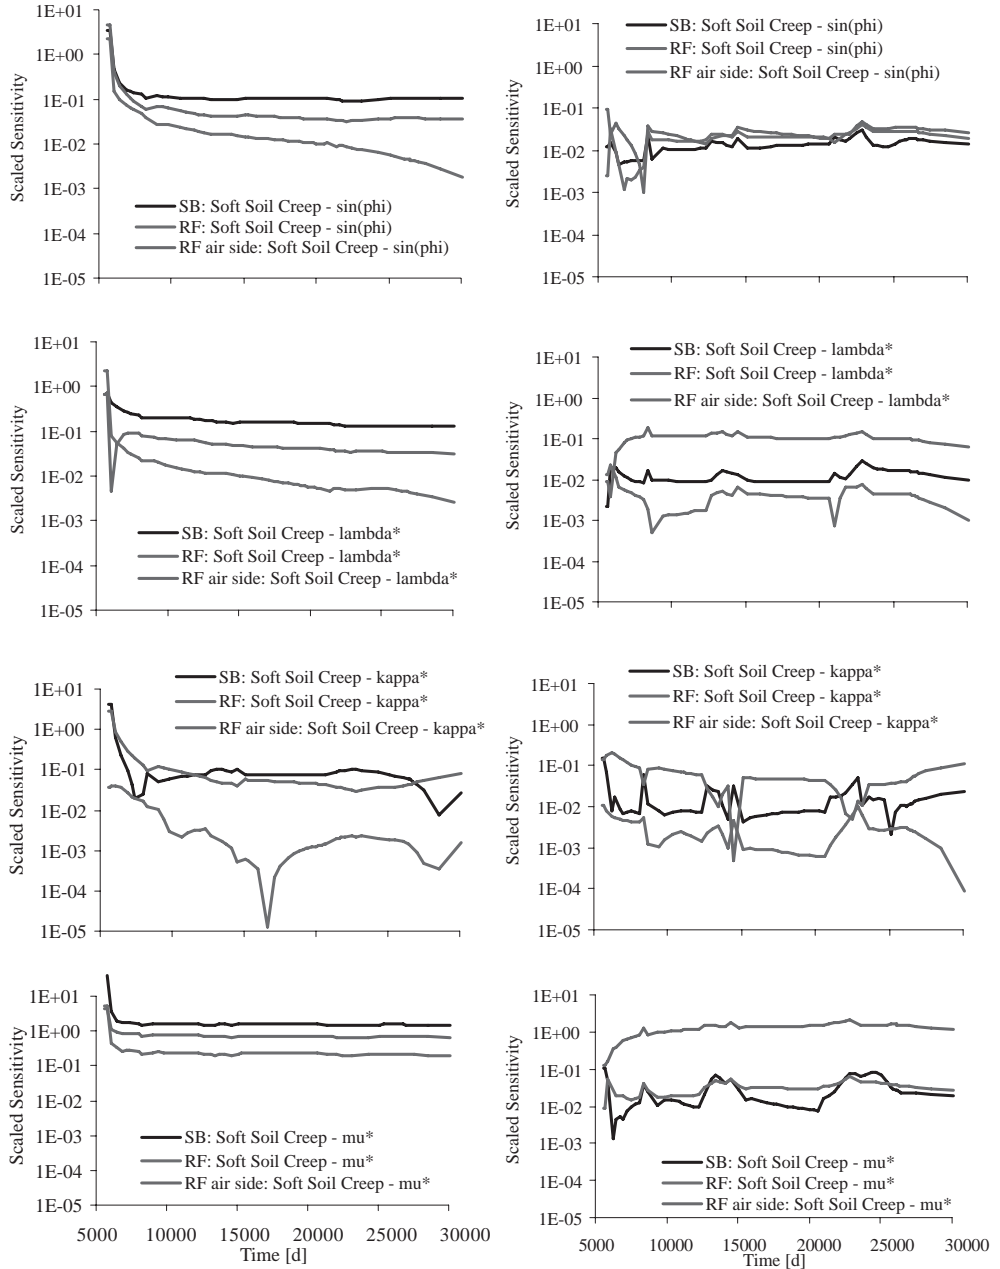 1E+01
1E+00
1E-01
1E-02
1E-03
1E-04
1E-05
Scaled Sensitivity
SB: Soft Soil Creep - sin(phi)
RF: Soft Soil Creep - sin(phi)
RF air side: Soft Soil Creep - sin(phi)
1E+01
1E+00
1E-01
1E-02
1E-03
1E-04
1E-05
Scaled Sensitivity
SB: Soft Soil Creep - sin(phi)
RF: Soft Soil Creep - sin(phi)
RF air side: Soft Soil Creep - sin(phi)
1E+01
1E+00
1E-01
1E-02
1E-03
1E-04
1E-05
Scaled Sensitivity
SB: Soft Soil Creep - lambda*
RF: Soft Soil Creep - lambda*
RF air side: Soft Soil Creep - lambda*
1E+01
1E+00
1E-01
1E-02
1E-03
1E-04
1E-05
Scaled Sensitivity
SB: Soft Soil Creep - lambda*
RF: Soft Soil Creep - lambda*
RF air side: Soft Soil Creep - lambda*
1E+01
1E+00
1E-01
1E-02
1E-03
1E-04
1E-05
Scaled Sensitivity
SB: Soft Soil Creep - kappa*
RF: Soft Soil Creep - kappa*
RF air side: Soft Soil Creep - kappa*
1E+01
1E+00
1E-01
1E-02
1E-03
1E-04
1E-05
Scaled Sensitivity
SB: Soft Soil Creep - kappa*
RF: Soft Soil Creep - kappa*
RF air side: Soft Soil Creep - kappa*
1E+01
1E+00
1E-01
1E-02
1E-03
1E-04
1E-05
Scaled Sensitivity
SB: Soft Soil Creep - mu*
RF: Soft Soil Creep - mu*
RF air side: Soft Soil Creep - mu*
5000 10000 15000 20000 25000 30000
Time [d]
1E+01
1E+00
1E-01
1E-02
1E-03
1E-04
1E-05
Scaled Sensitivity
SB: Soft Soil Creep - mu*
RF: Soft Soil Creep - mu*
RF air side: Soft Soil Creep - mu*
5000 10000 15000 20000 25000 30000
Time [d]